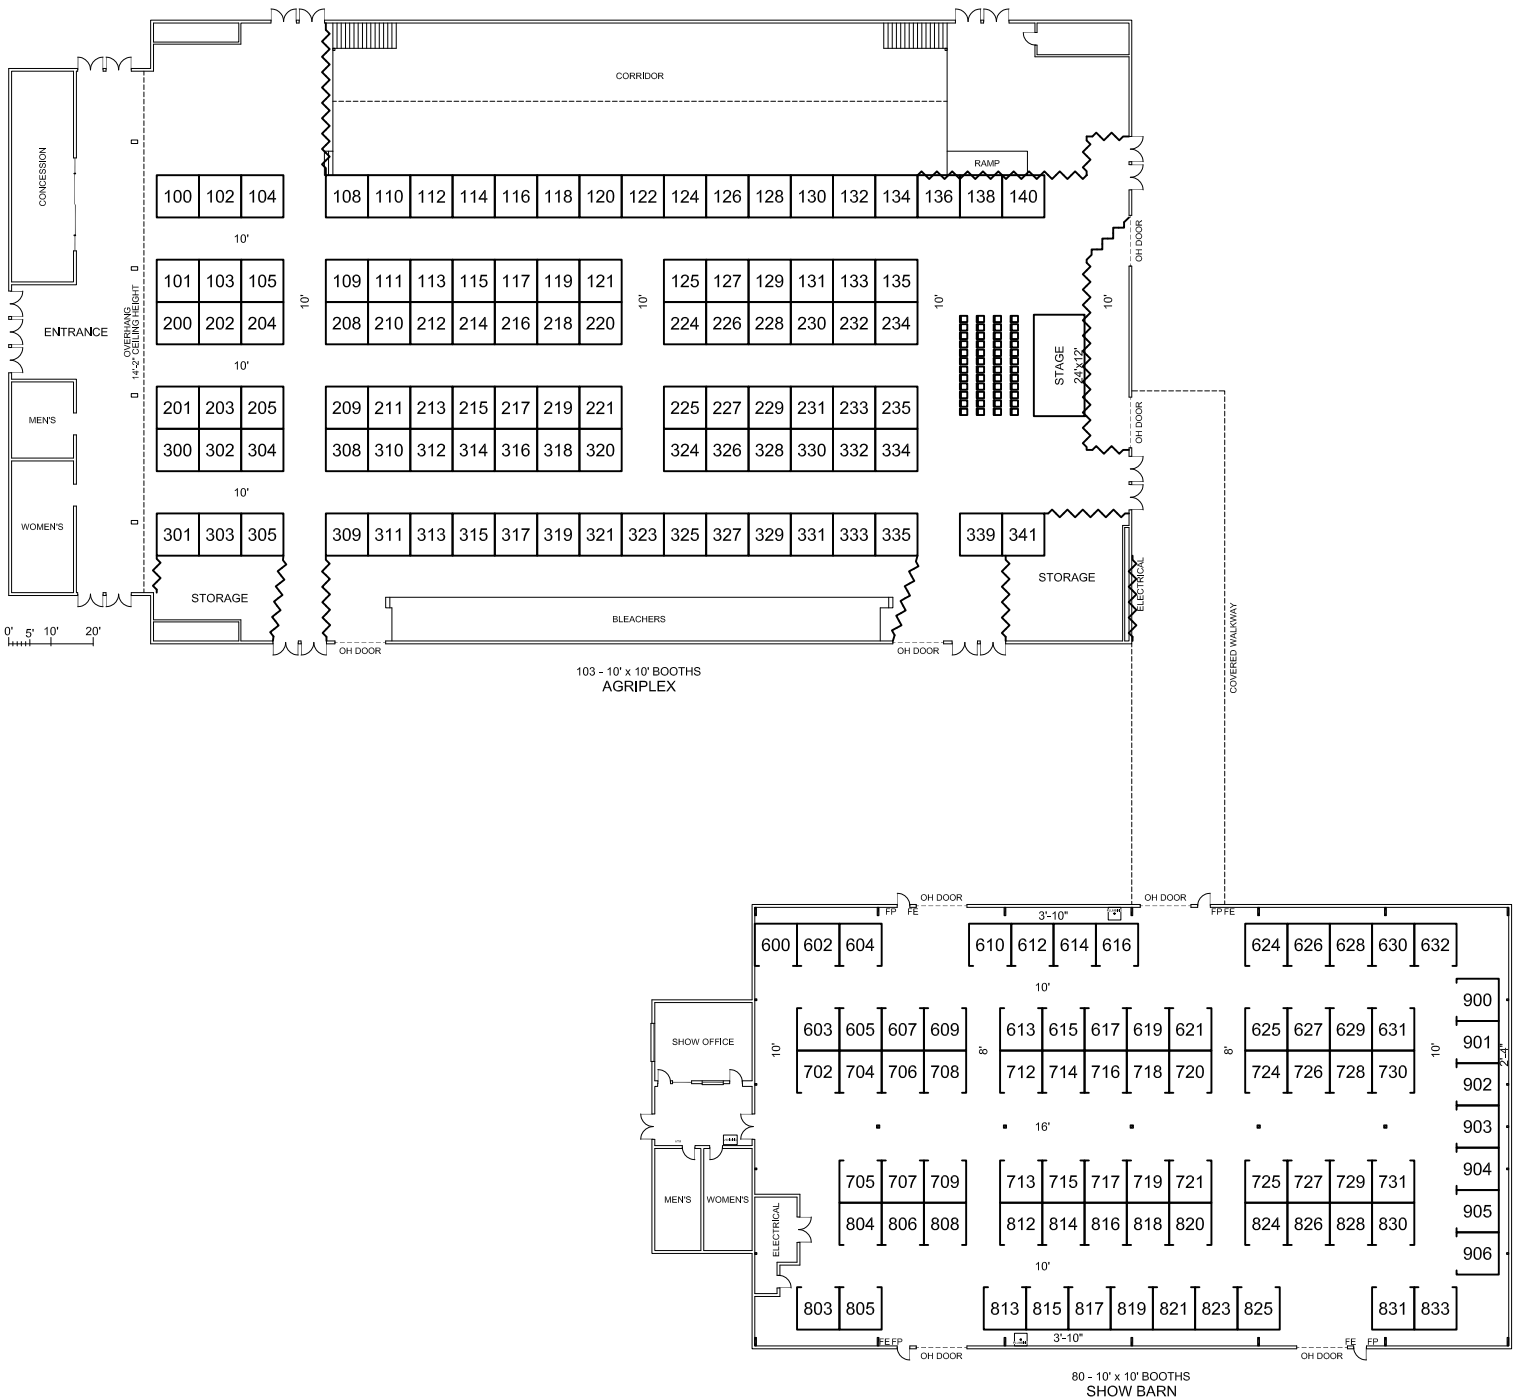 CORRIDOR
CONCESSION
RAMP
100 102 104 108 110 112 114 116 118 120 122 124 126 128 130 132 134 136 138 140
10'
OH DOOR
101 103 105 109 111 113 115 117 119 121 125 127 129 131 133 135
10' 10' 10' 10'
200 202 204 208 210 212 214 216 218 220 224 226 228 230 232 234
ENTRANCE
OVERHANG
14'-2" CEILING HEIGHT
10'
STAGE
24'x12'
201 203 205 209 211 213 215 217 219 221 225 227 229 231 233 235
MEN'S
OH DOOR
300 302 304 308 310 312 314 316 318 320 324 326 328 330 332 334
10'
WOMEN'S
301 303 305 309 311 313 315 317 319 321 323 325 327 329 331 333 335 339 341
STORAGE
STORAGE
ELECTRICAL
BLEACHERS
0' 5' 10' 20'
OH DOOR
OH DOOR
COVERED WALKWAY
103 - 10' x 10' BOOTHS
AGRIPLEX
OH DOOR
OH DOOR
FP FE
3'-10"
FP FE
600 602 604 610 612 614 616 624 626 628 630 632
10'
900
603 605 607 609 613 615 617 619 621 625 627 629 631
SHOW OFFICE
10' 8' 8' 10'
901
2'-4"
702 704 706 708 712 714 716 718 720 724 726 728 730
902
16'
903
705 707 709 713 715 717 719 721 725 727 729 731
904
MEN'S
WOMEN'S
905
804 806 808 812 814 816 818 820 824 826 828 830
ELECTRICAL
906
10'
803 805 813 815 817 819 821 823 825 831 833
FE FP
3'-10"
FE FP
OH DOOR
OH DOOR
80 - 10' x 10' BOOTHS
SHOW BARN